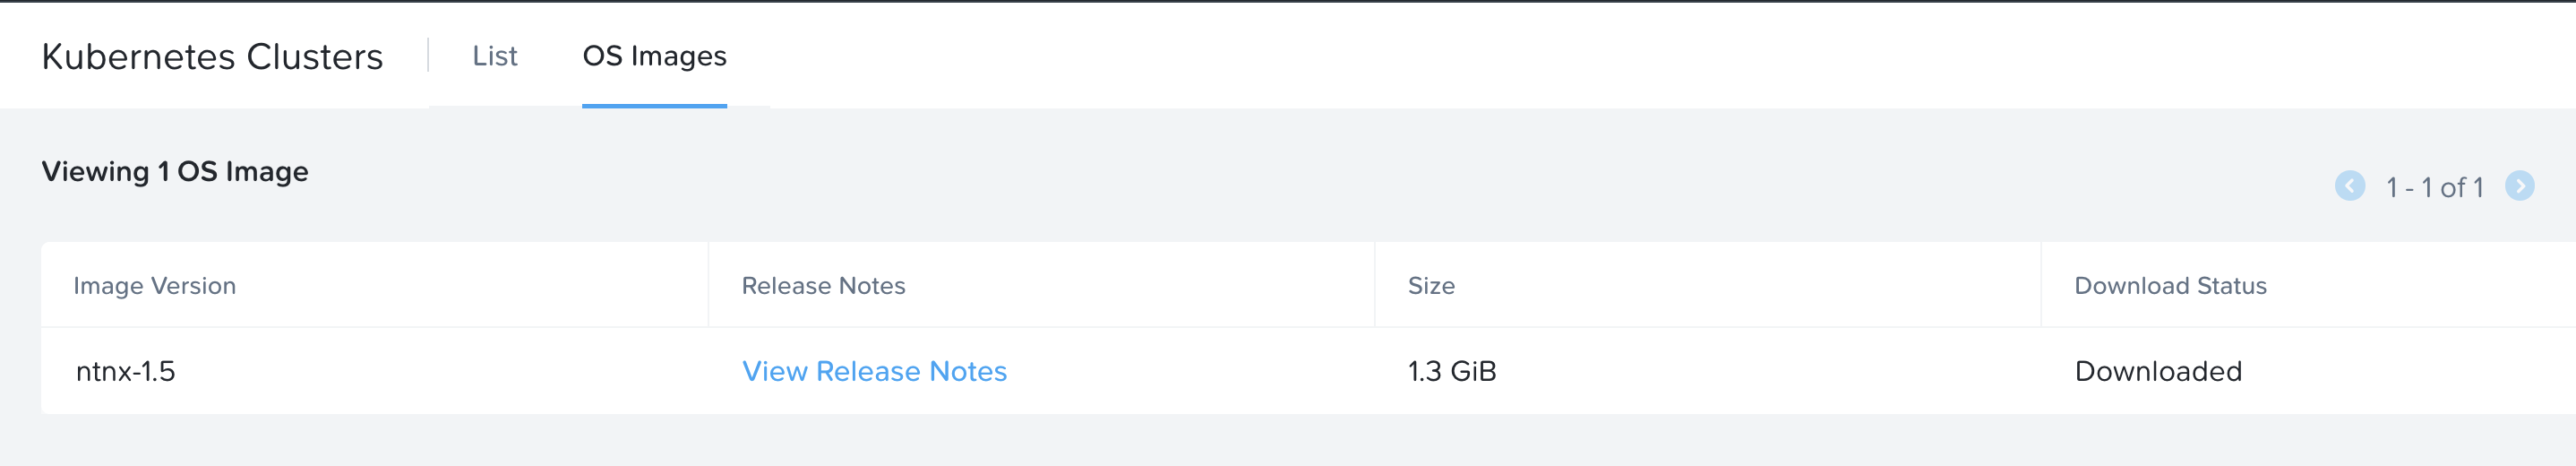 Kubernetes Clusters List OS Images
Viewing 1 OS Image
1 - 1 of 1
Image Version Release Notes Size Download Status
ntnx-1.5 View Release Notes 1.3 GiB Downloaded